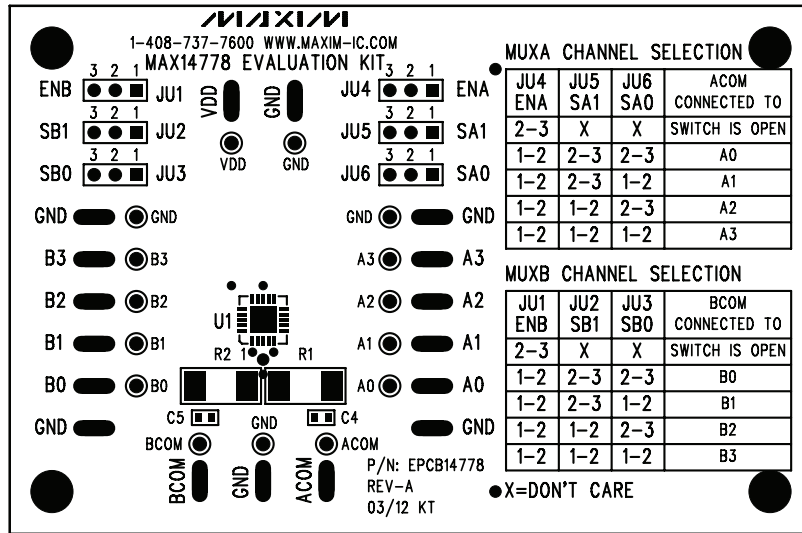 MAXIM
1-408-737-7600 WWW.MAXIM-IC.COM
MAX14778 EVALUATION KIT
3 2 1
ENB JU1
3 2 1
SB1 JU2
3 2 1
SB0 JU3
VDD GND
VDD GND
3 2 1
JU4 ENA
3 2 1
JU5 SA1
3 2 1
JU6 SA0
GND GND GND GND
B3 B3 A3 A3
B2 B2 A2 A2
U1
B1 B1 A1 A1
R2 1 R1
B0 B0 A0 A0
C5 GND C4
GND GND
BCOM ACOM
BCOM GND ACOM
P/N: EPCB14778
REV-A
03/12 KT
MUXA CHANNEL SELECTION
JU4 JU5 JU6 ACOM
ENA SA1 SA0 CONNECTED TO
2-3 X X SWITCH IS OPEN
1-2 2-3 2-3 A0
1-2 2-3 1-2 A1
1-2 1-2 2-3 A2
1-2 1-2 1-2 A3
MUXB CHANNEL SELECTION
JU1 JU2 JU3 BCOM
ENB SB1 SB0 CONNECTED TO
2-3 X X SWITCH IS OPEN
1-2 2-3 2-3 B0
1-2 2-3 1-2 B1
1-2 1-2 2-3 B2
1-2 1-2 1-2 B3
X=DON'T CARE